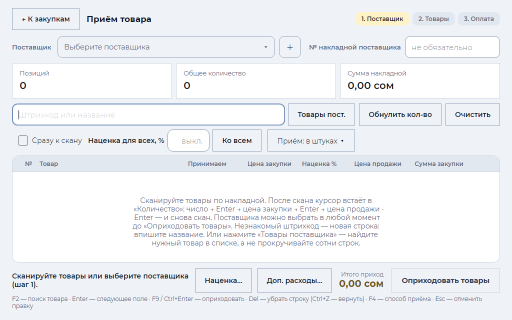 ← К закупкам
Приём товара
1. Поставщик
2. Товары
3. Оплата
Поставщик
Выберите поставщика
+
№ накладной поставщика
не обязательно
Позиций
0
Общее количество
0
Сумма накладной
0,00 сом
Штрихкод или название
Товары пост.
Обнулить кол-во
Очистить
Сразу к скану
Наценка для всех, %
выкл.
Ко всем
Приём: в штуках
№ Товар Принимаем Цена закупки Наценка % Цена продажи Сумма закупки
Сканируйте товары по накладной. После скана курсор встаёт в
«Количество»: число → Enter → цена закупки → Enter → цена продажи →
Enter — и снова скан. Поставщика можно выбрать в любой момент
до «Оприходовать товары». Незнакомый штрихкод — новая строка:
впишите название. Или нажмите «Товары поставщика» — найдите
нужный товар в списке, а не прокручивайте сотни строк.
Сканируйте товары или выберите поставщика
(шаг 1).
Наценка...
Доп. расходы...
Итого приход
0,00 сом
Оприходовать товары
F2 — поиск товара · Enter — следующее поле · F9 / Ctrl+Enter — оприходовать · Del — убрать строку (Ctrl+Z — вернуть) · F4 — способ приёма · Esc — отменить
правку